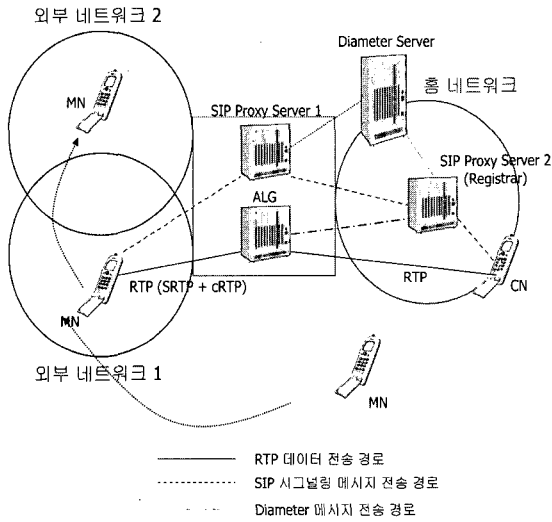 외부 네트워크 2
Diameter Server
홈 네트워크
MN
SIP Proxy Server 1
SIP Proxy Server 2
(Registrar)
ALG
RTP (SRTP + cRTP)
RTP
CN
MN
외부 네트워크 1
MN
RTP 데이터 전송 경로
SIP 시그널링 메시지 전송 경로
Diameter 메시지 전송 경로